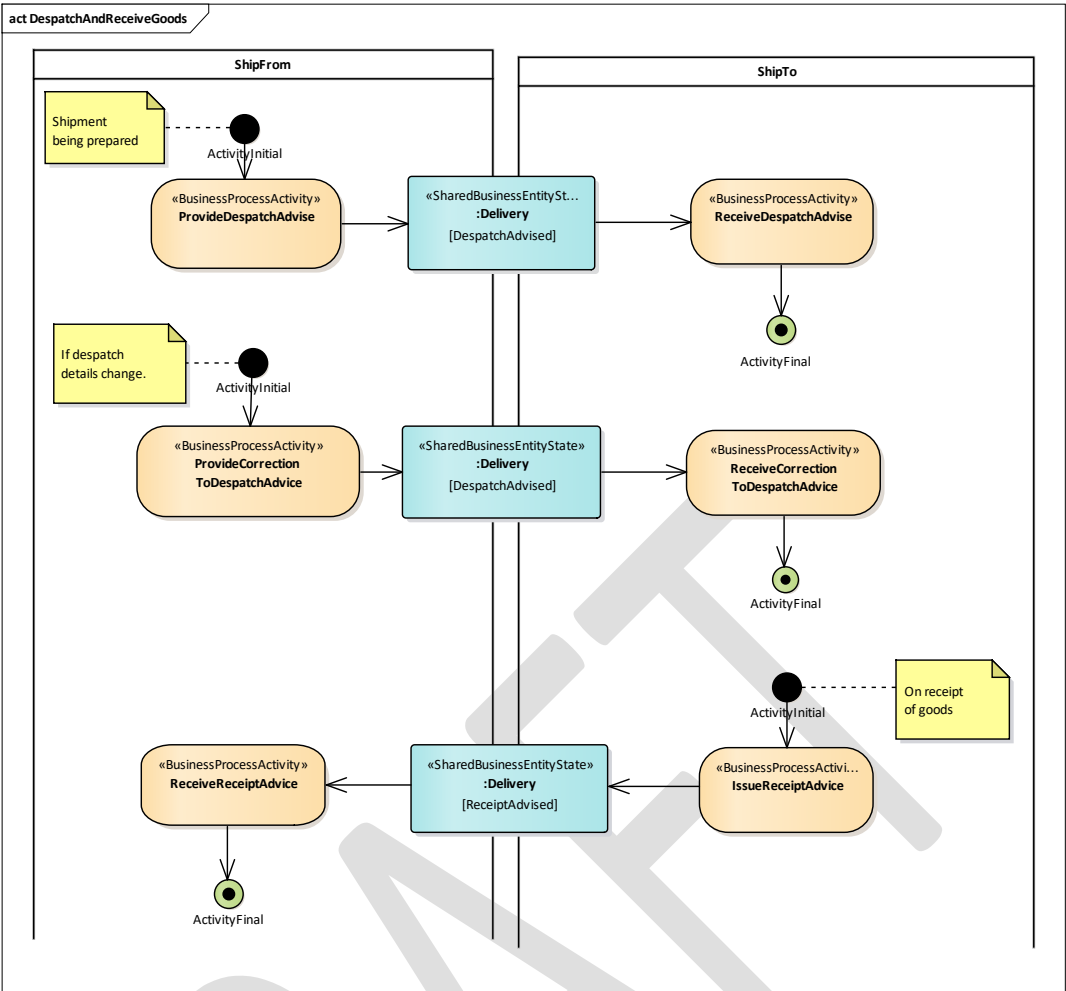 act DespatchAndReceiveGoods
ShipFrom
ShipTo
Shipment
being prepared
ActivityInitial
«BusinessProcessActivity»
ProvideDespatchAdvise
«SharedBusinessEntitySt...
:Delivery
[DespatchAdvised]
«BusinessProcessActivity»
ReceiveDespatchAdvise
ActivityFinal
If despatch
details change.
ActivityInitial
«BusinessProcessActivity»
ProvideCorrection
ToDespatchAdvice
«SharedBusinessEntityState»
:Delivery
[DespatchAdvised]
«BusinessProcessActivity»
ReceiveCorrection
ToDespatchAdvice
ActivityFinal
On receipt
of goods
ActivityInitial
«BusinessProcessActivity»
ReceiveReceiptAdvice
«SharedBusinessEntityState»
:Delivery
[ReceiptAdvised]
«BusinessProcessActivi...
IssueReceiptAdvice
ActivityFinal